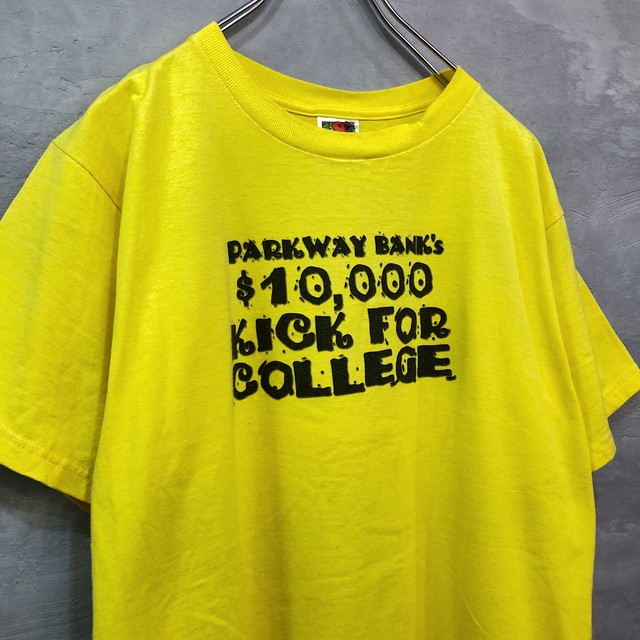 PARKWAY BANK'S
$10,000
KICK FOR
COLLEGE